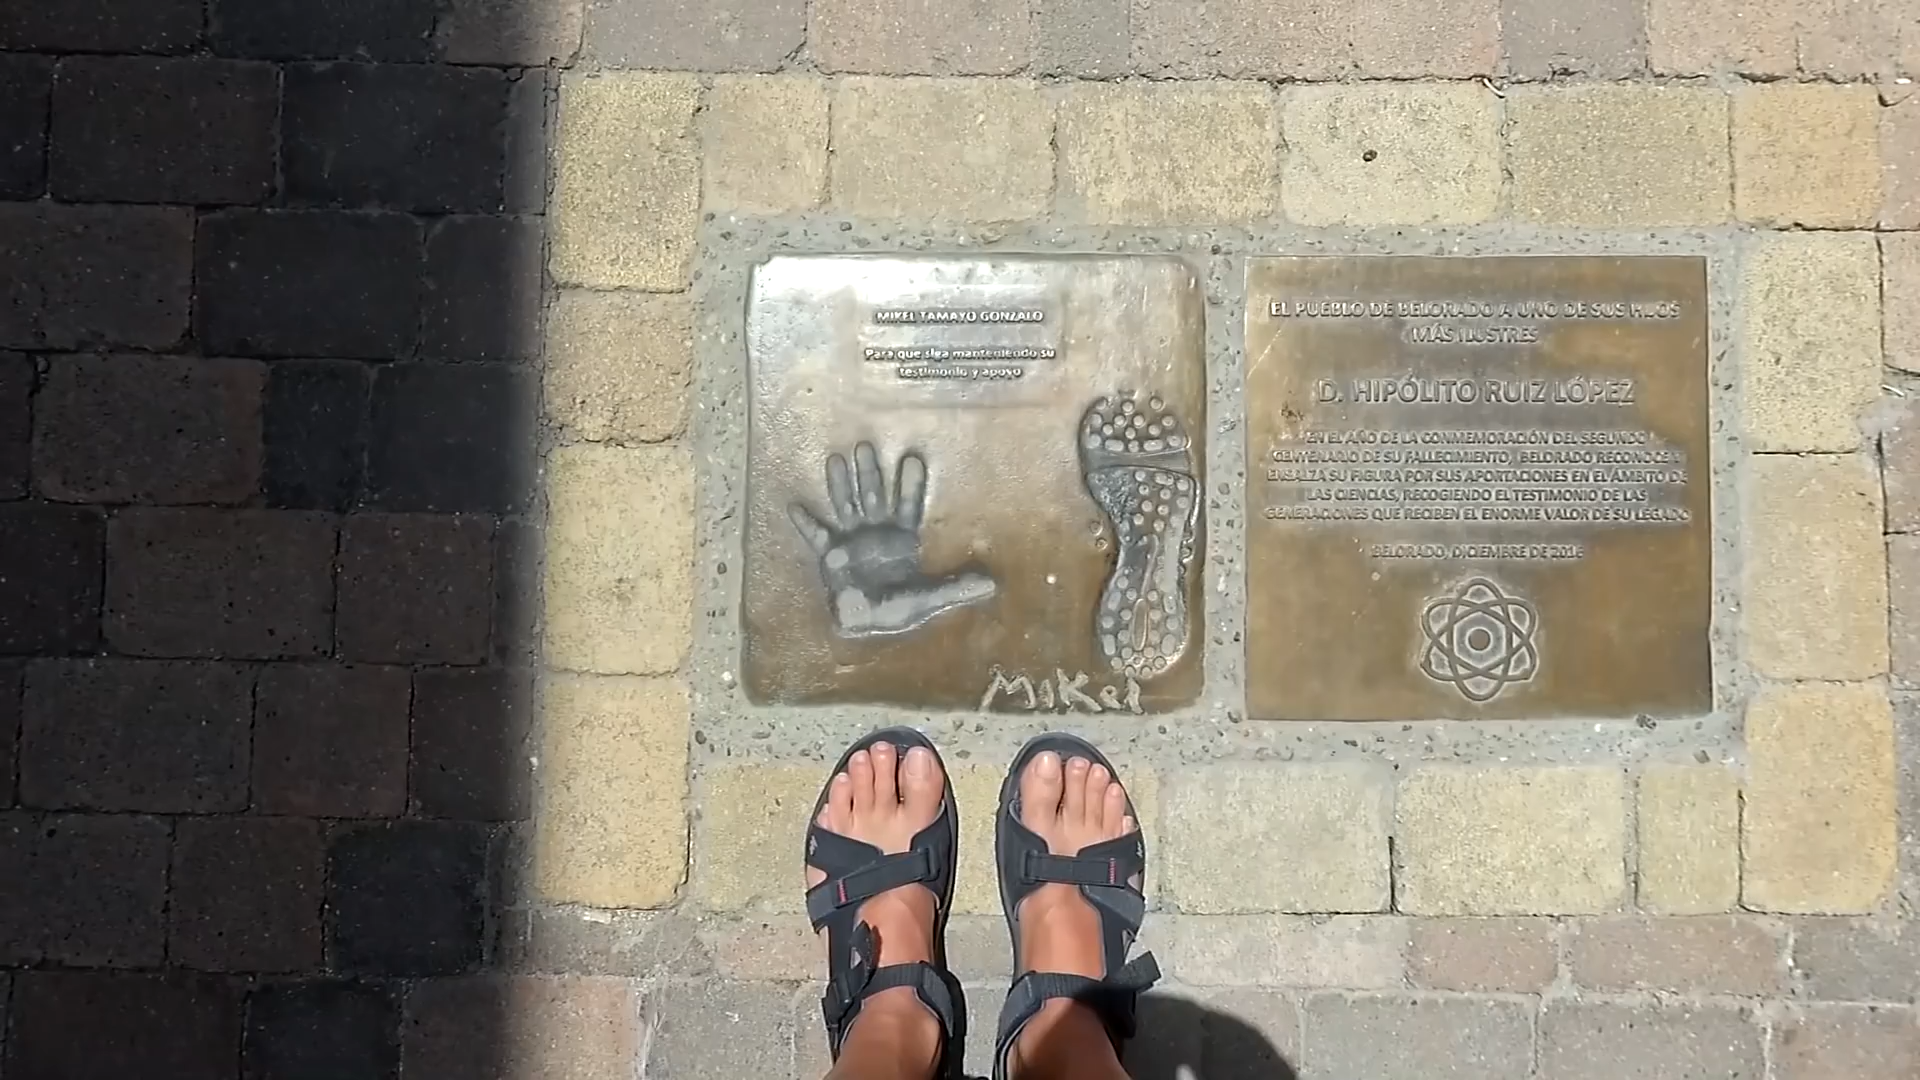 MIKEL TAMAYO GONZALO
Para que siga manteniendo su
testimonio y apoyo
Mikel
EL PUEBLO DE BELORADO A UNO DE SUS HIJOS
MÁS ILUSTRES
D. HIPÓLITO RUIZ LÓPEZ
EN EL AÑO DE LA CONMEMORACIÓN DEL SEGUNDO
CENTENARIO DE SU FALLECIMIENTO, BELORADO RECONOCE Y
ENSALZA SU FIGURA POR SUS APORTACIONES EN EL ÁMBITO DE
LAS CIENCIAS, RECOGIENDO EL TESTIMONIO DE LAS
GENERACIONES QUE RECIBEN EL ENORME VALOR DE SU LEGADO
BELORADO, DICIEMBRE DE 2016